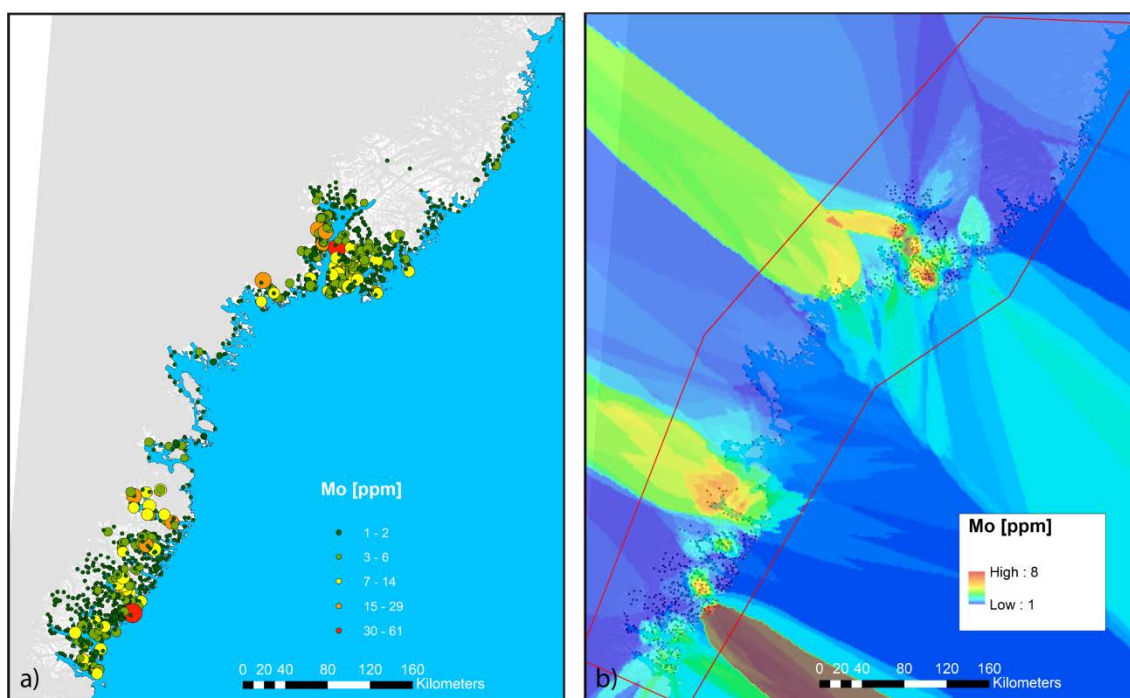 Mo [ppm]
1 - 2
3 - 6
7 - 14
15 - 29
30 - 61
0 20 40 80 120 160
Kilometers
a)
Mo [ppm]
High : 8
Low : 1
0 20 40 80 120 160
Kilometers
b)